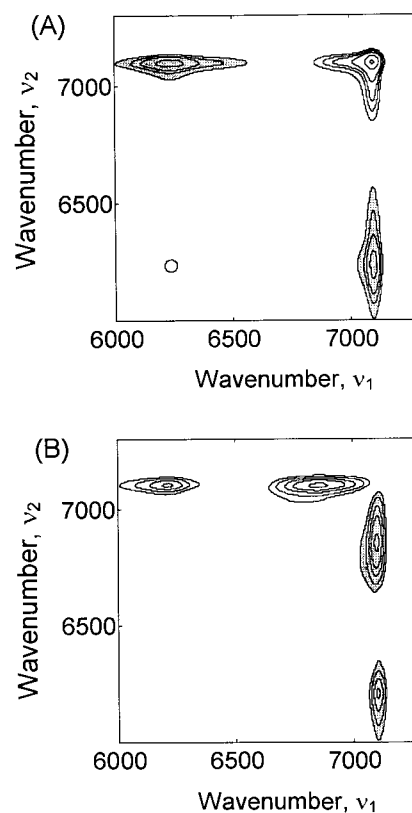 (A)
7000
6500
Wavenumber, ν₂
6000 6500 7000
Wavenumber, ν₁
(B)
7000
6500
Wavenumber, ν₂
6000 6500 7000
Wavenumber, ν₁